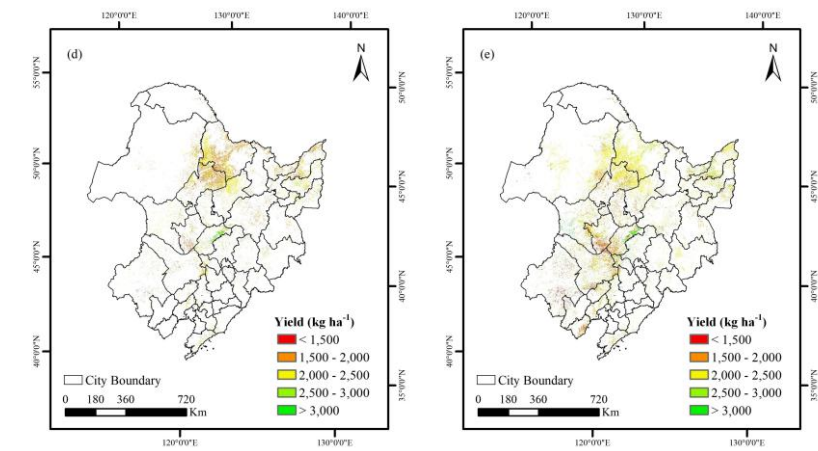 120°0'0"E 130°0'0"E 140°0'0"E
(d)
N
55°0'0"N
50°0'0"N
45°0'0"N
40°0'0"N
50°0'0"N
45°0'0"N
40°0'0"N
35°0'0"N
Yield (kg ha⁻¹)
< 1,500
1,500 - 2,000
2,000 - 2,500
2,500 - 3,000
> 3,000
City Boundary
0 180 360 720
Km
120°0'0"E 130°0'0"E
120°0'0"E 130°0'0"E 140°0'0"E
(e)
N
55°0'0"N
50°0'0"N
45°0'0"N
40°0'0"N
50°0'0"N
45°0'0"N
40°0'0"N
35°0'0"N
Yield (kg ha⁻¹)
< 1,500
1,500 - 2,000
2,000 - 2,500
2,500 - 3,000
> 3,000
City Boundary
0 180 360 720
Km
120°0'0"E 130°0'0"E